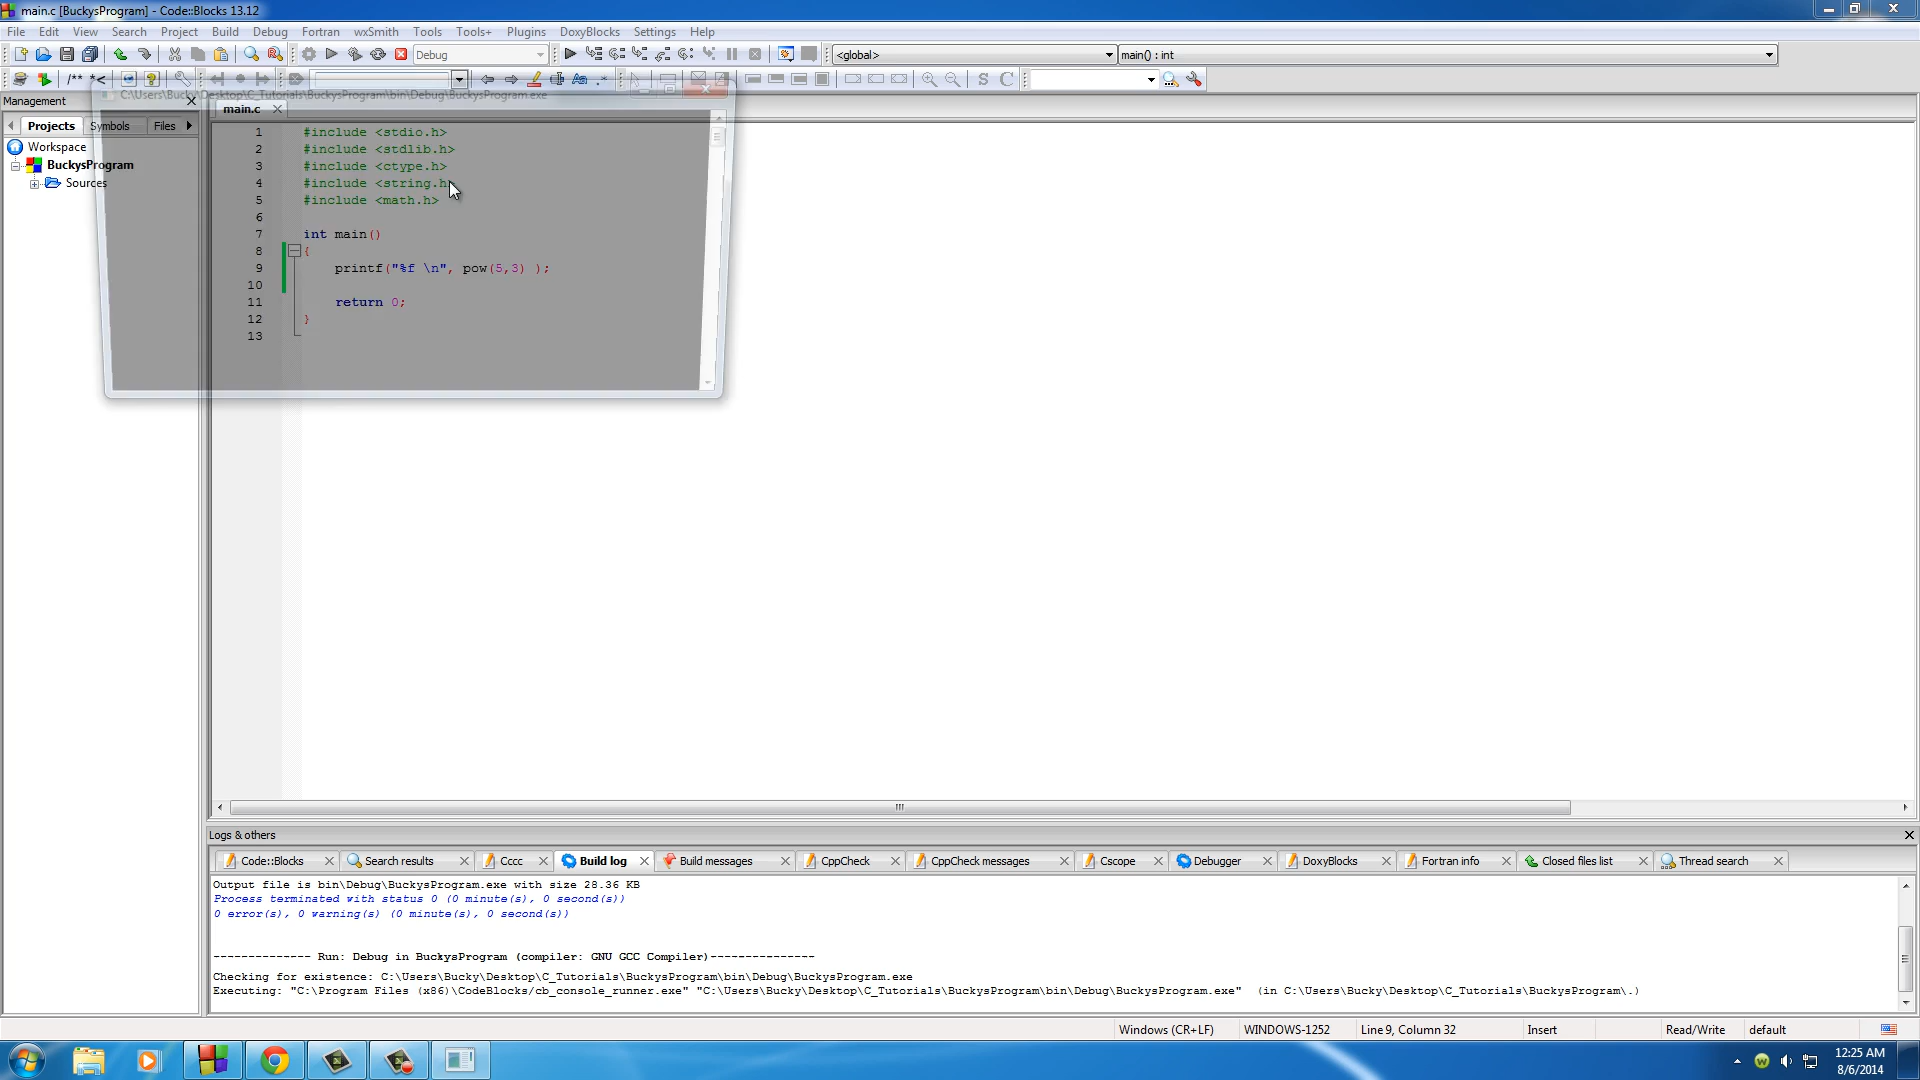 main.c [BuckysProgram] - Code::Blocks 13.12
File Edit View Search Project Build Debug Fortran wxSmith Tools Tools+ Plugins DoxyBlocks Settings Help
Debug <global> main() : int
/** *< S C
Management
C:\Users\Bucky\Desktop\C_Tutorials\BuckysProgram\bin\Debug\BuckysProgram.exe
main.c
Projects Symbols Files
Workspace
BuckysProgram
Sources
1 #include <stdio.h>
2 #include <stdlib.h>
3 #include <ctype.h>
4 #include <string.h>
5 #include <math.h>
6
7 int main()
8 {
9 printf("%f \n", pow(5,3) );
10
11 return 0;
12 }
13
Logs & others
Code::Blocks Search results Cccc Build log Build messages CppCheck CppCheck messages Cscope Debugger DoxyBlocks Fortran info Closed files list Thread search
Output file is bin\Debug\BuckysProgram.exe with size 28.36 KB
Process terminated with status 0 (0 minute(s), 0 second(s))
0 error(s), 0 warning(s) (0 minute(s), 0 second(s))
-------------- Run: Debug in BuckysProgram (compiler: GNU GCC Compiler)---------------
Checking for existence: C:\Users\Bucky\Desktop\C_Tutorials\BuckysProgram\bin\Debug\BuckysProgram.exe
Executing: "C:\Program Files (x86)\CodeBlocks/cb_console_runner.exe" "C:\Users\Bucky\Desktop\C_Tutorials\BuckysProgram\bin\Debug\BuckysProgram.exe" (in C:\Users\Bucky\Desktop\C_Tutorials\BuckysProgram\.)
Windows (CR+LF) WINDOWS-1252 Line 9, Column 32 Insert Read/Write default
12:25 AM
8/6/2014